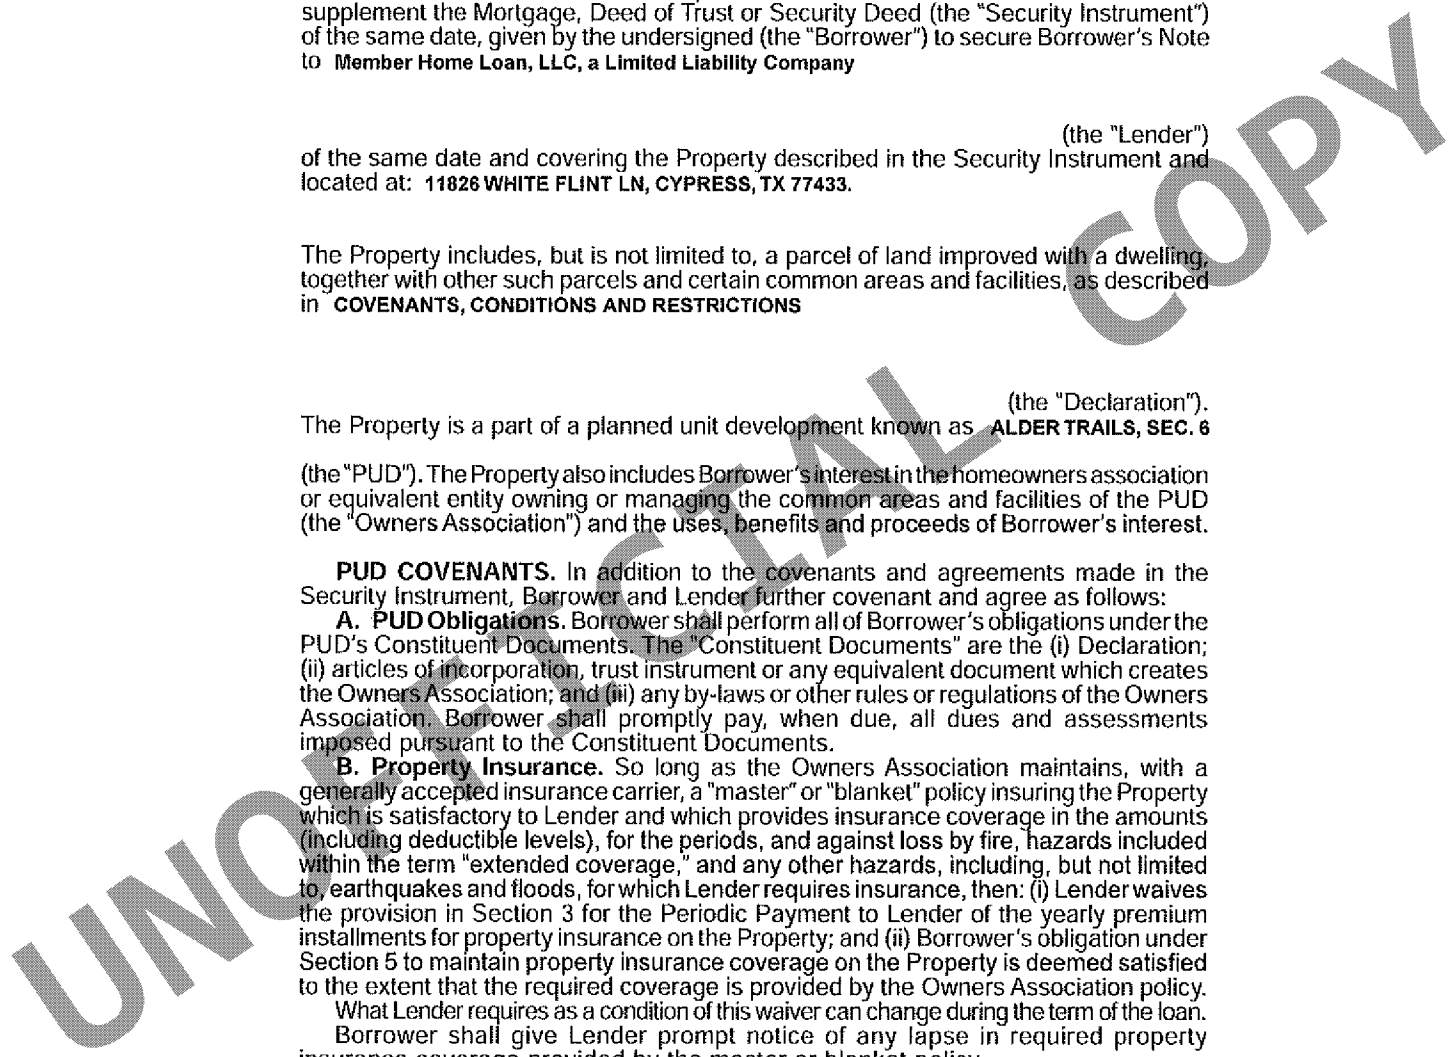 supplement the Mortgage, Deed of Trust or Security Deed (the "Security Instrument")
of the same date, given by the undersigned (the "Borrower") to secure Borrower's Note
to Member Home Loan, LLC, a Limited Liability Company
(the "Lender")
of the same date and covering the Property described in the Security Instrument and
located at: 11826 WHITE FLINT LN, CYPRESS, TX 77433.
The Property includes, but is not limited to, a parcel of land improved with a dwelling,
together with other such parcels and certain common areas and facilities, as described
in COVENANTS, CONDITIONS AND RESTRICTIONS
(the "Declaration").
The Property is a part of a planned unit development known as ALDER TRAILS, SEC. 6
(the "PUD"). The Property also includes Borrower's interest in the homeowners association
or equivalent entity owning or managing the common areas and facilities of the PUD
(the "Owners Association") and the uses, benefits and proceeds of Borrower's interest.
PUD COVENANTS. In addition to the covenants and agreements made in the
Security Instrument, Borrower and Lender further covenant and agree as follows:
A. PUD Obligations. Borrower shall perform all of Borrower's obligations under the
PUD's Constituent Documents. The "Constituent Documents" are the (i) Declaration;
(ii) articles of incorporation, trust instrument or any equivalent document which creates
the Owners Association; and (iii) any by-laws or other rules or regulations of the Owners
Association. Borrower shall promptly pay, when due, all dues and assessments
imposed pursuant to the Constituent Documents.
B. Property Insurance. So long as the Owners Association maintains, with a
generally accepted insurance carrier, a "master" or "blanket" policy insuring the Property
which is satisfactory to Lender and which provides insurance coverage in the amounts
(including deductible levels), for the periods, and against loss by fire, hazards included
within the term "extended coverage," and any other hazards, including, but not limited
to, earthquakes and floods, for which Lender requires insurance, then: (i) Lender waives
the provision in Section 3 for the Periodic Payment to Lender of the yearly premium
installments for property insurance on the Property; and (ii) Borrower's obligation under
Section 5 to maintain property insurance coverage on the Property is deemed satisfied
to the extent that the required coverage is provided by the Owners Association policy.
What Lender requires as a condition of this waiver can change during the term of the loan.
Borrower shall give Lender prompt notice of any lapse in required property
insurance coverage provided by the master or blanket policy.
UNOFFICIAL COPY